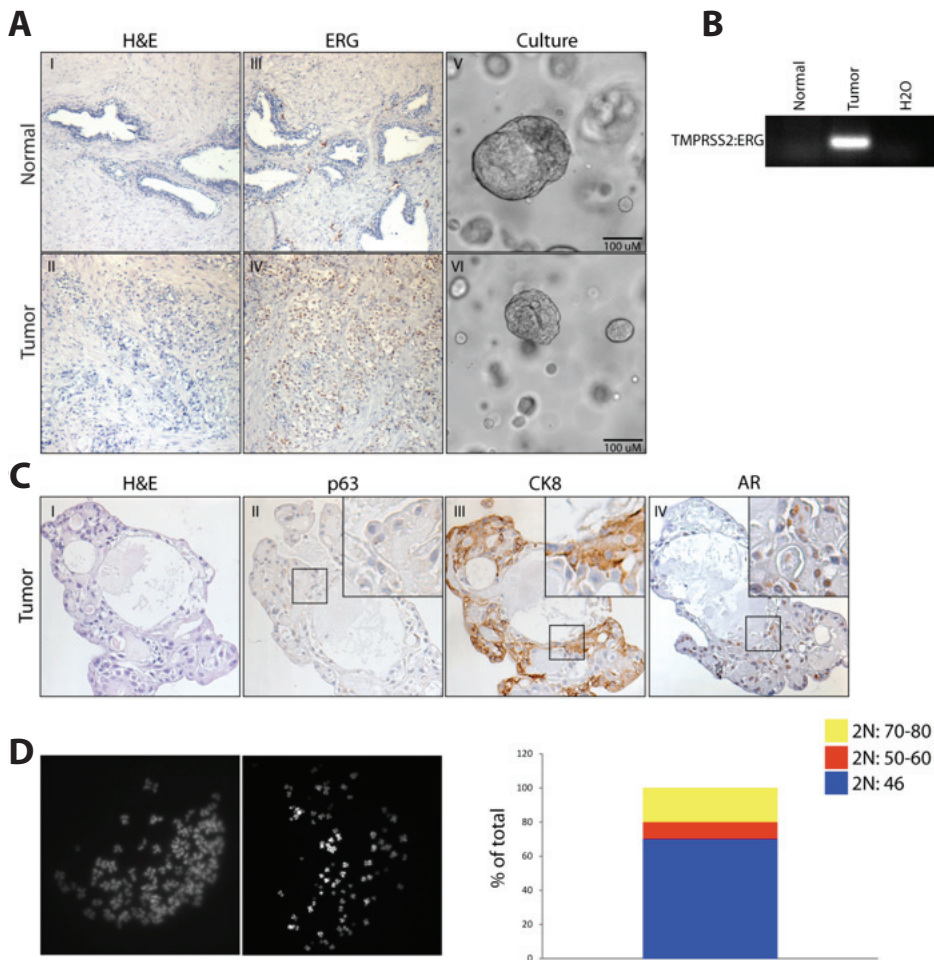 A
H&E
ERG
Culture
Normal
I
III
V
100 uM
Tumor
II
IV
VI
100 uM
B
Normal
Tumor
H2O
TMPRSS2:ERG
C
H&E
p63
CK8
AR
Tumor
I
II
III
IV
D
% of total
120
100
80
60
40
20
0
2N: 70-80
2N: 50-60
2N: 46